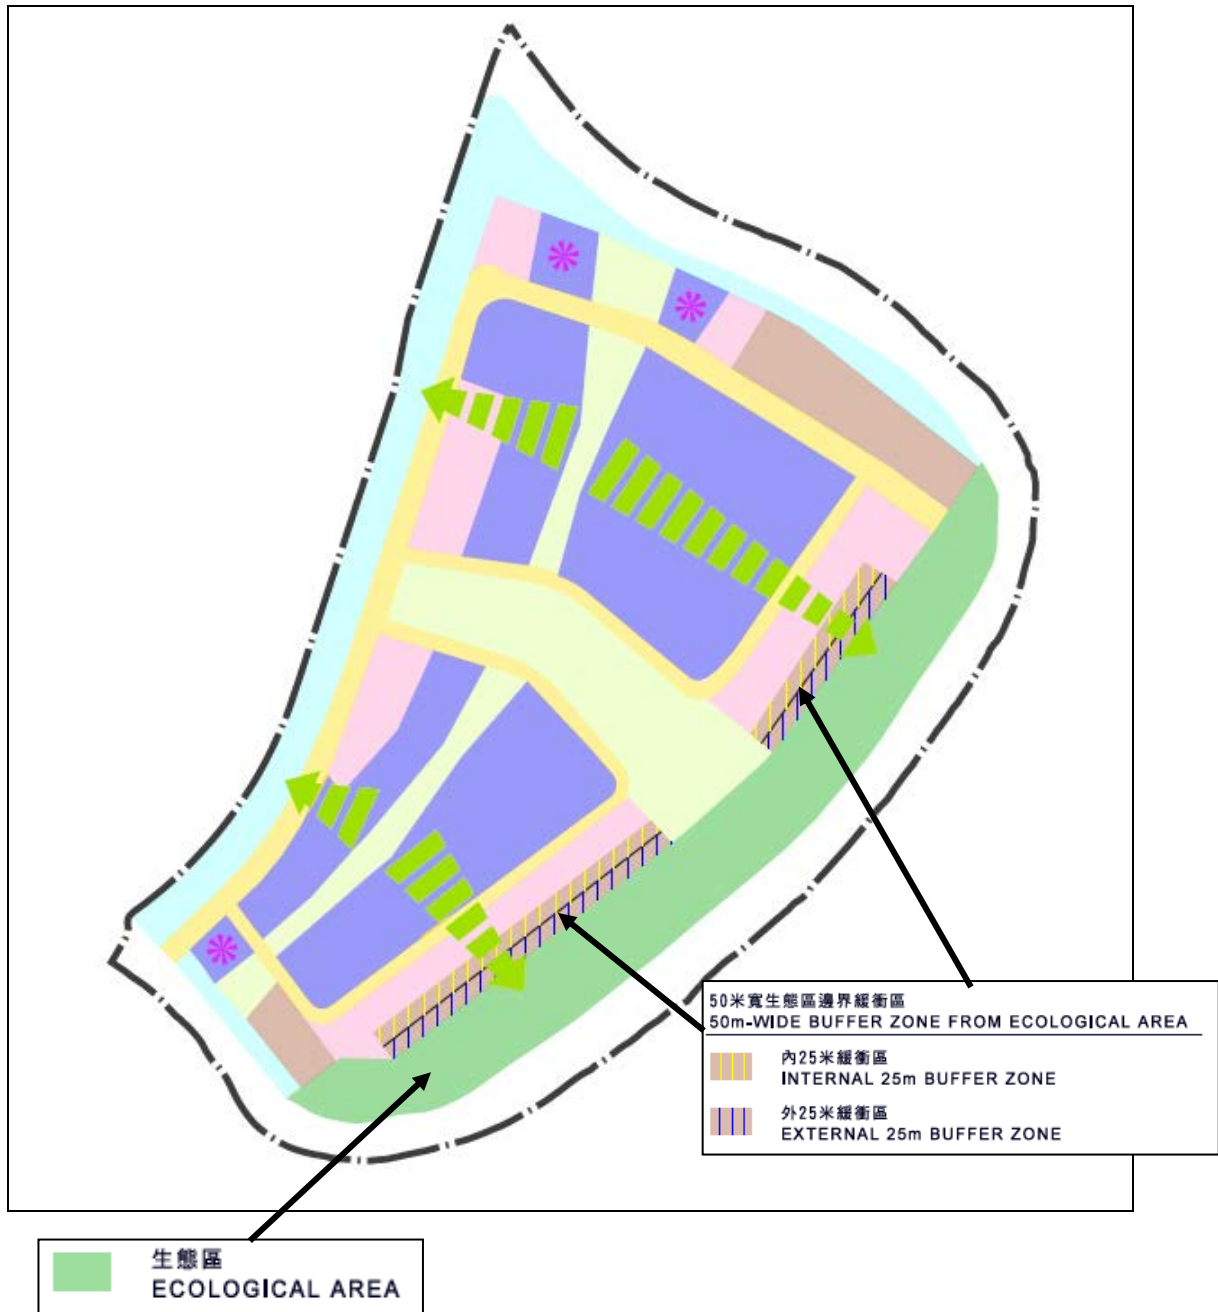 50米寬生態區邊界緩衝區
50m-WIDE BUFFER ZONE FROM ECOLOGICAL AREA
內25米緩衝區
INTERNAL 25m BUFFER ZONE
外25米緩衝區
EXTERNAL 25m BUFFER ZONE
生態區
ECOLOGICAL AREA